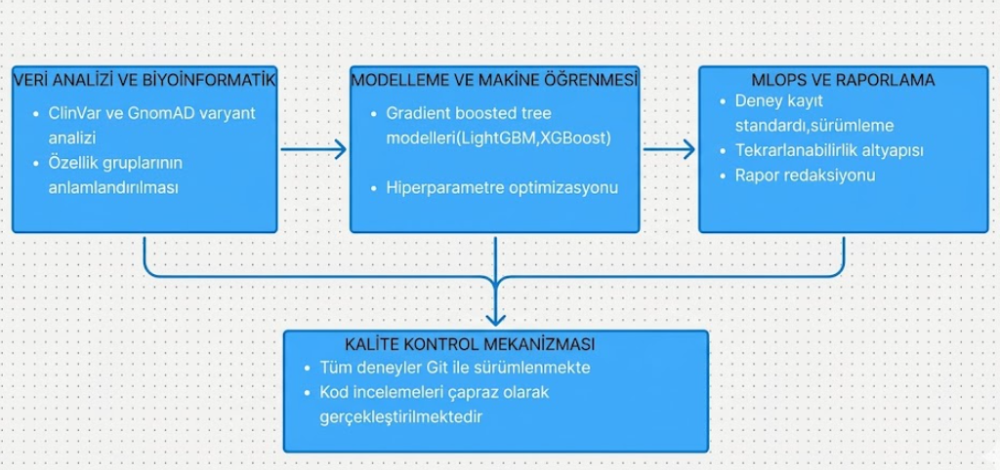 VERİ ANALİZİ VE BİYOİNFORMATİK
• ClinVar ve GnomAD varyant
analizi
• Özellik gruplarının
anlamlandırılması
MODELLEME VE MAKİNE ÖĞRENMESİ
• Gradient boosted tree
modelleri(LightGBM,XGBoost)
• Hiperparametre optimizasyonu
MLOPS VE RAPORLAMA
• Deney kayıt
standardı,sürümleme
• Tekrarlanabilirlik altyapısı
• Rapor redaksiyonu
KALİTE KONTROL MEKANİZMASI
• Tüm deneyler Git ile sürümlenmekte
• Kod incelemeleri çapraz olarak
gerçekleştirilmektedir